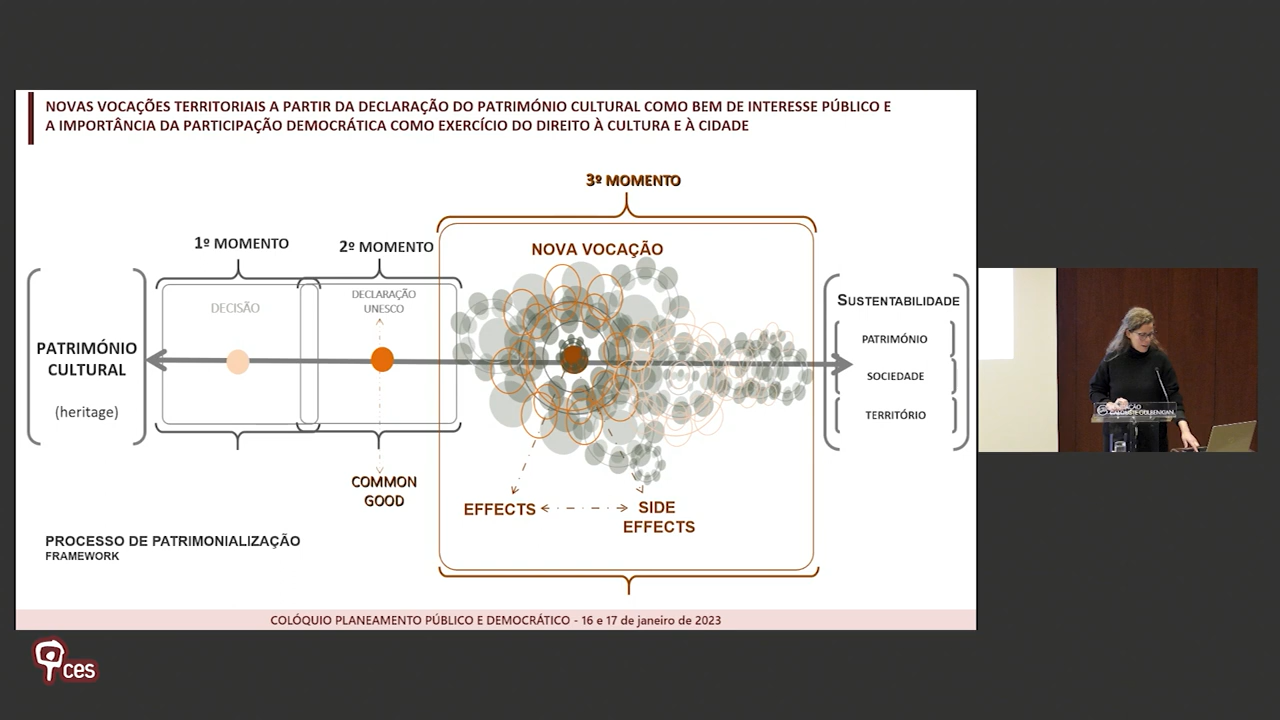 NOVAS VOCAÇÕES TERRITORIAIS A PARTIR DA DECLARAÇÃO DO PATRIMÓNIO CULTURAL COMO BEM DE INTERESSE PÚBLICO E
A IMPORTÂNCIA DA PARTICIPAÇÃO DEMOCRÁTICA COMO EXERCÍCIO DO DIREITO À CULTURA E À CIDADE
3º MOMENTO
1º MOMENTO
2º MOMENTO
NOVA VOCAÇÃO
DECISÃO
DECLARAÇÃO
UNESCO
PATRIMÓNIO
CULTURAL
(heritage)
SUSTENTABILIDADE
PATRIMÓNIO
SOCIEDADE
TERRITÓRIO
COMMON
GOOD
EFFECTS
SIDE
EFFECTS
PROCESSO DE PATRIMONIALIZAÇÃO
FRAMEWORK
COLÓQUIO PLANEAMENTO PÚBLICO E DEMOCRÁTICO - 16 e 17 de janeiro de 2023
CALOUSTE GULBENKIAN
ces